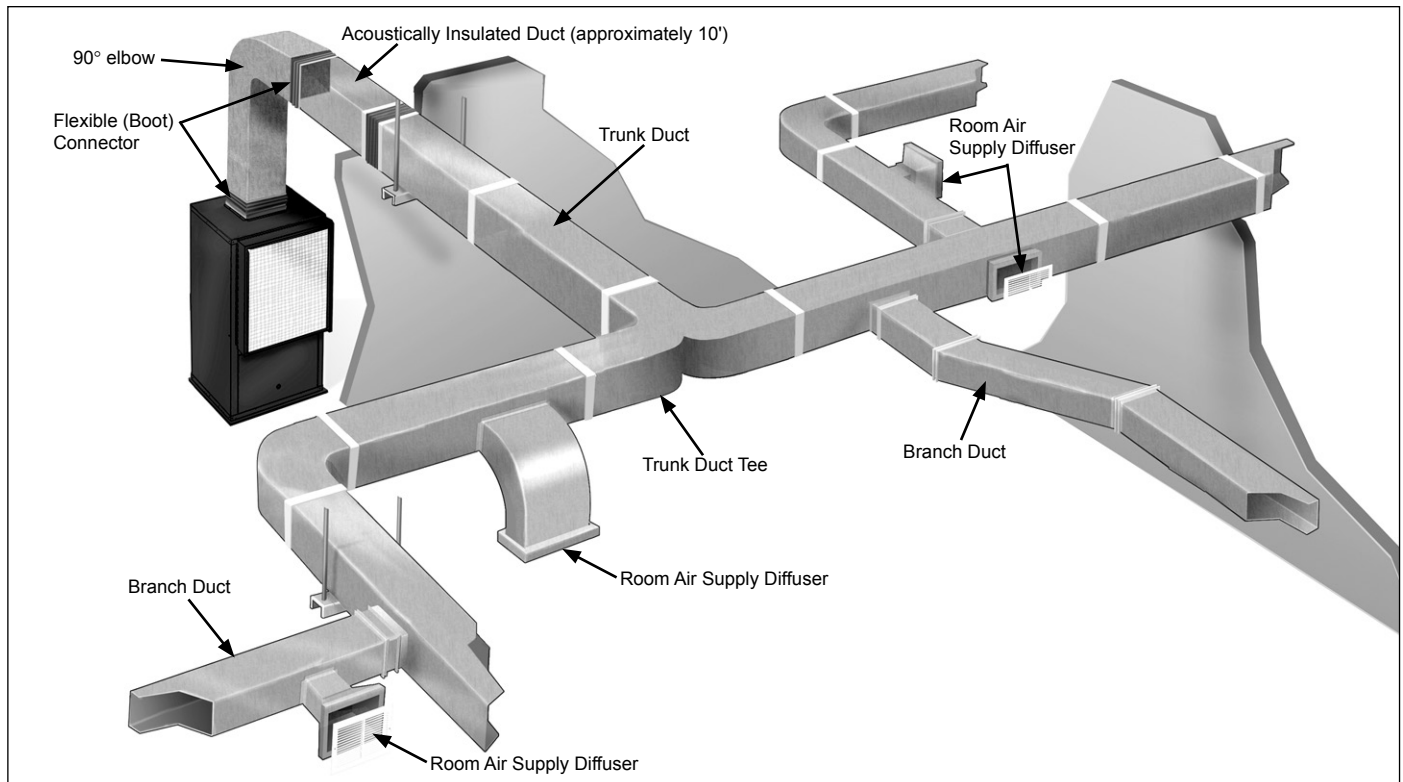 Acoustically Insulated Duct (approximately 10')
90° elbow
Flexible (Boot)
Connector
Trunk Duct
Room Air
Supply Diffuser
Trunk Duct Tee
Branch Duct
Room Air Supply Diffuser
Branch Duct
Room Air Supply Diffuser